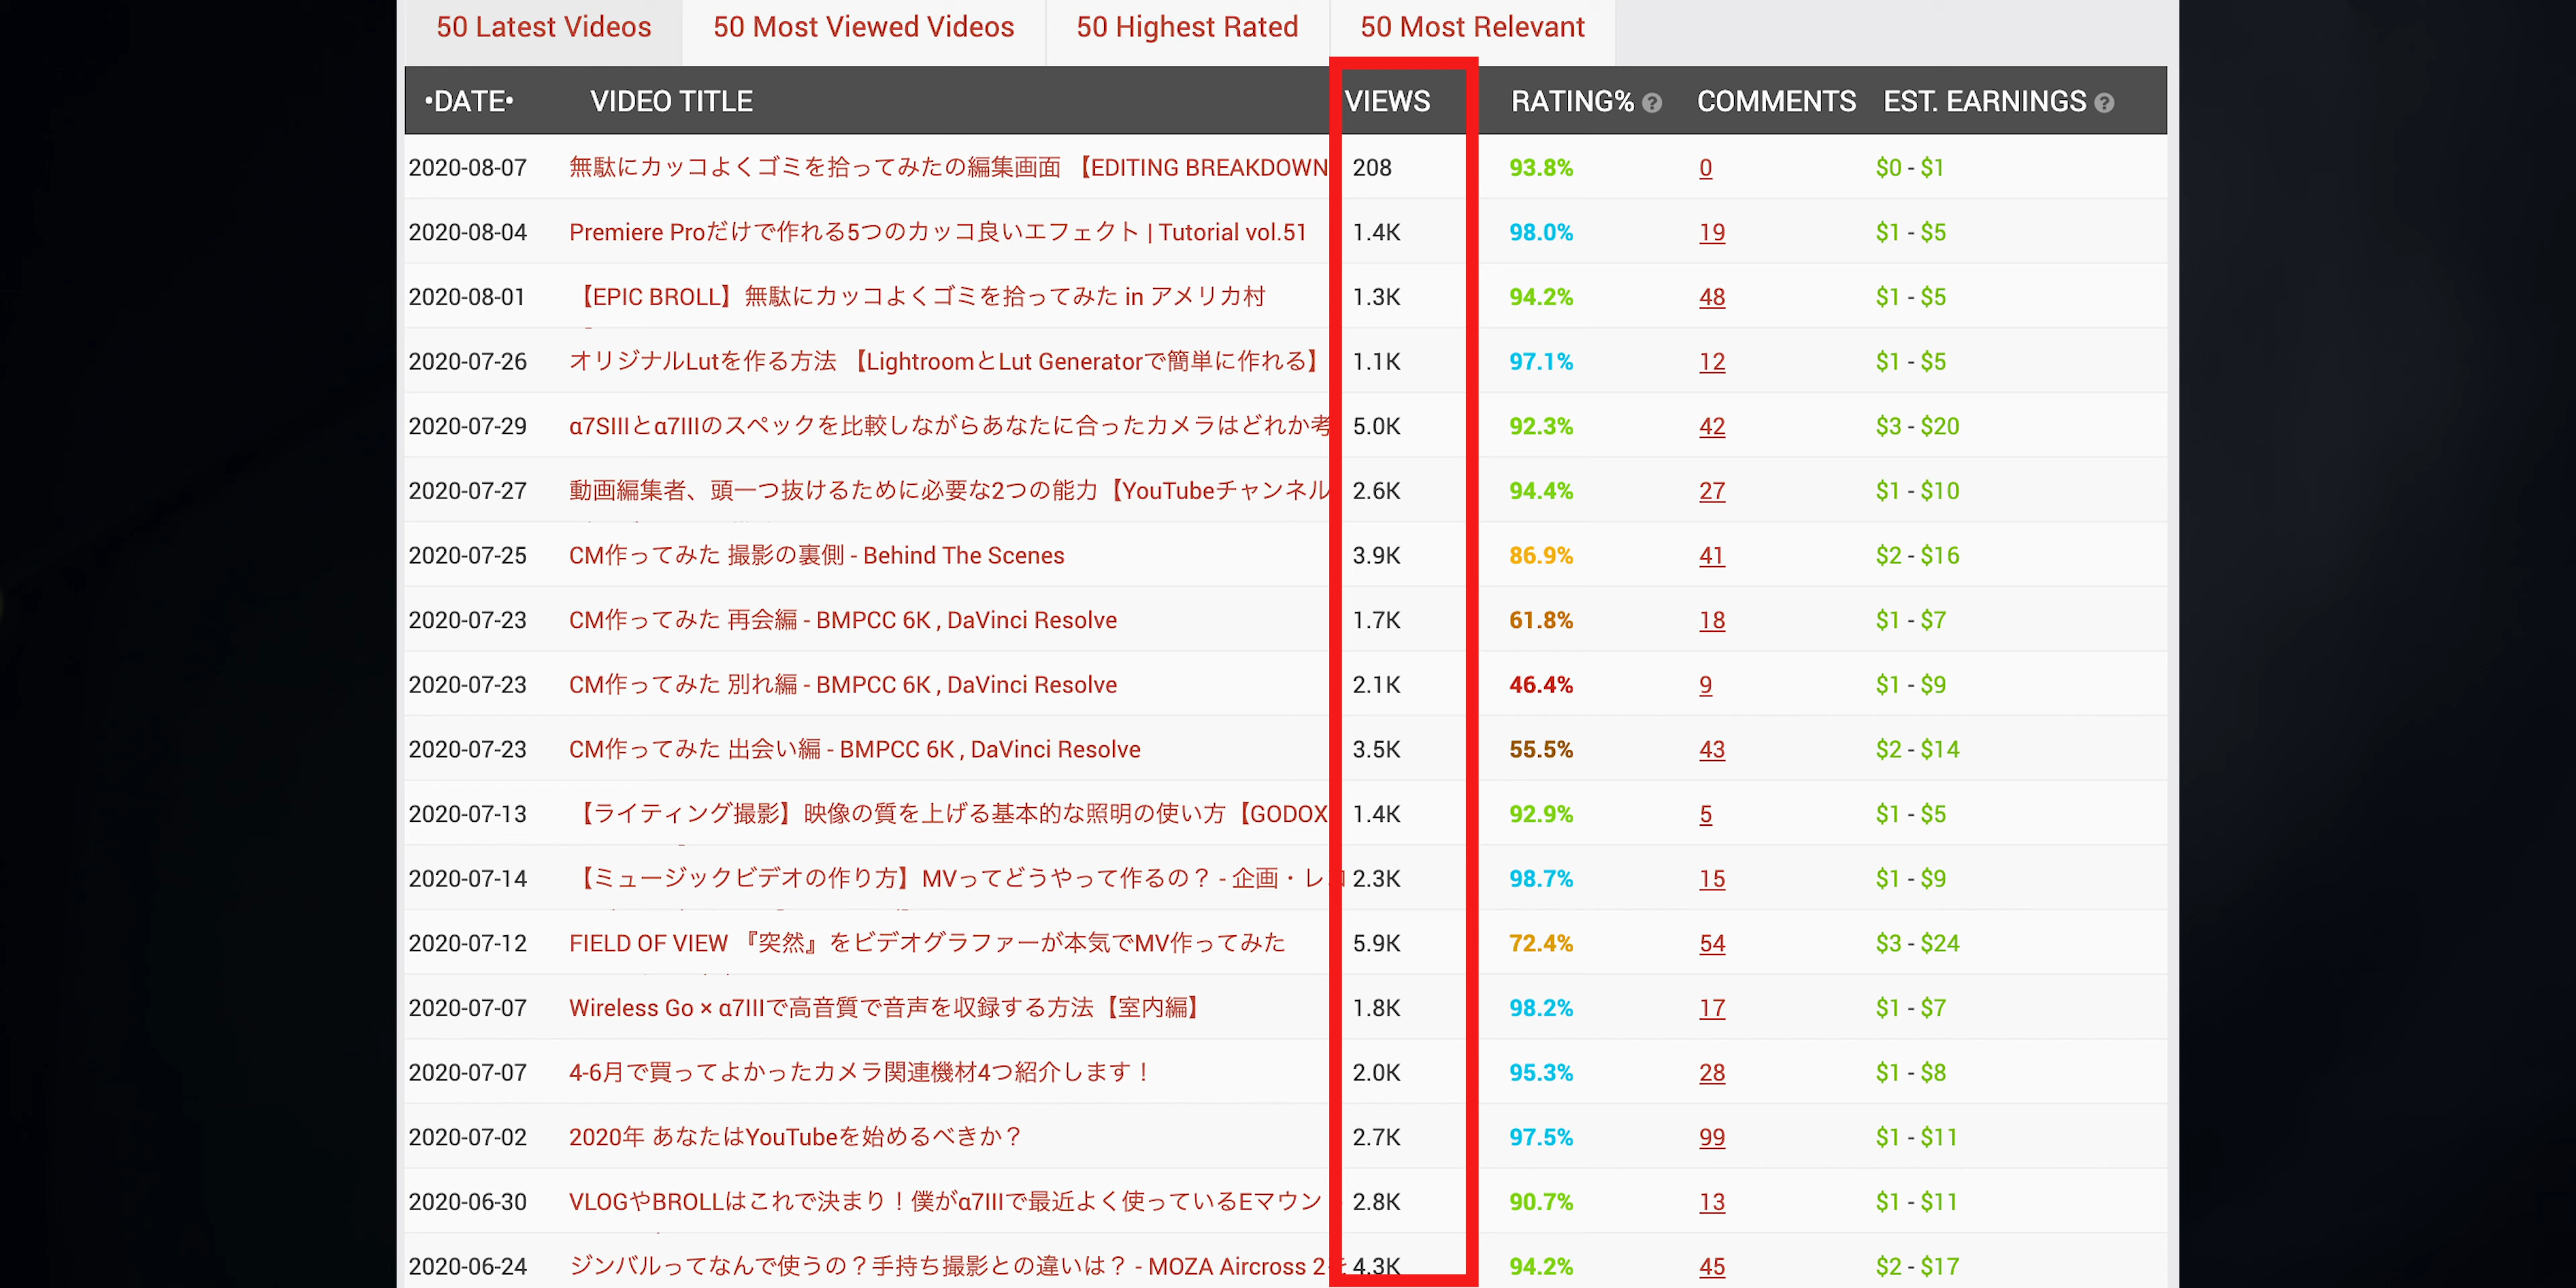 50 Latest Videos 50 Most Viewed Videos 50 Highest Rated 50 Most Relevant
•DATE• VIDEO TITLE VIEWS RATING% ? COMMENTS EST. EARNINGS ?
2020-08-07 無駄にカッコよくゴミを拾ってみたの編集画面 【EDITING BREAKDOWN 208 93.8% 0 $0 - $1
2020-08-04 Premiere Proだけで作れる5つのカッコ良いエフェクト | Tutorial vol.51 1.4K 98.0% 19 $1 - $5
2020-08-01 【EPIC BROLL】無駄にカッコよくゴミを拾ってみた in アメリカ村 1.3K 94.2% 48 $1 - $5
2020-07-26 オリジナルLutを作る方法 【LightroomとLut Generatorで簡単に作れる】 1.1K 97.1% 12 $1 - $5
2020-07-29 α7SIIIとα7IIIのスペックを比較しながらあなたに合ったカメラはどれか考 5.0K 92.3% 42 $3 - $20
2020-07-27 動画編集者、頭一つ抜けるために必要な2つの能力【YouTubeチャンネル 2.6K 94.4% 27 $1 - $10
2020-07-25 CM作ってみた 撮影の裏側 - Behind The Scenes 3.9K 86.9% 41 $2 - $16
2020-07-23 CM作ってみた 再会編 - BMPCC 6K , DaVinci Resolve 1.7K 61.8% 18 $1 - $7
2020-07-23 CM作ってみた 別れ編 - BMPCC 6K , DaVinci Resolve 2.1K 46.4% 9 $1 - $9
2020-07-23 CM作ってみた 出会い編 - BMPCC 6K , DaVinci Resolve 3.5K 55.5% 43 $2 - $14
2020-07-13 【ライティング撮影】映像の質を上げる基本的な照明の使い方【GODOX 1.4K 92.9% 5 $1 - $5
2020-07-14 【ミュージックビデオの作り方】MVってどうやって作るの？ - 企画・レコ 2.3K 98.7% 15 $1 - $9
2020-07-12 FIELD OF VIEW 『突然』をビデオグラファーが本気でMV作ってみた 5.9K 72.4% 54 $3 - $24
2020-07-07 Wireless Go × α7IIIで高音質で音声を収録する方法【室内編】 1.8K 98.2% 17 $1 - $7
2020-07-07 4-6月で買ってよかったカメラ関連機材4つ紹介します！ 2.0K 95.3% 28 $1 - $8
2020-07-02 2020年 あなたはYouTubeを始めるべきか？ 2.7K 97.5% 99 $1 - $11
2020-06-30 VLOGやBROLLはこれで決まり！僕がα7IIIで最近よく使っているEマウン 2.8K 90.7% 13 $1 - $11
2020-06-24 ジンバルってなんで使うの？手持ち撮影との違いは？ - MOZA Aircross 2 4.3K 94.2% 45 $2 - $17